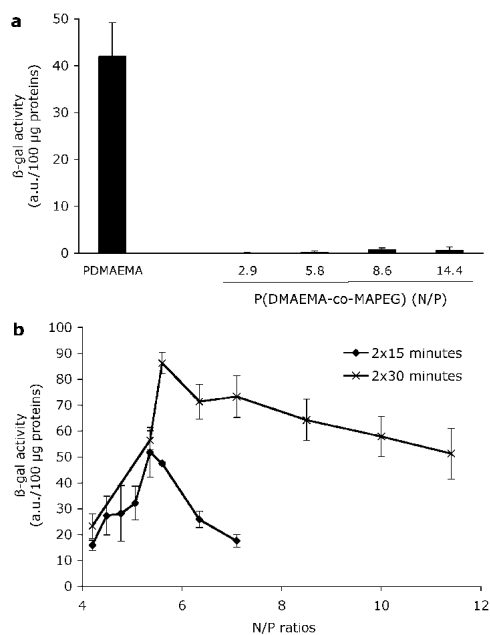 a
50
40
30
20
10
0
ß-gal activity
(a.u./100 µg proteins)
PDMAEMA
2.9 5.8 8.6 14.4
P(DMAEMA-co-MAPEG) (N/P)
b
100
90
80
70
60
50
40
30
20
10
0
ß-gal activity
(a.u./100 µg proteins)
2x15 minutes
2x30 minutes
4 6 8 10 12
N/P ratios